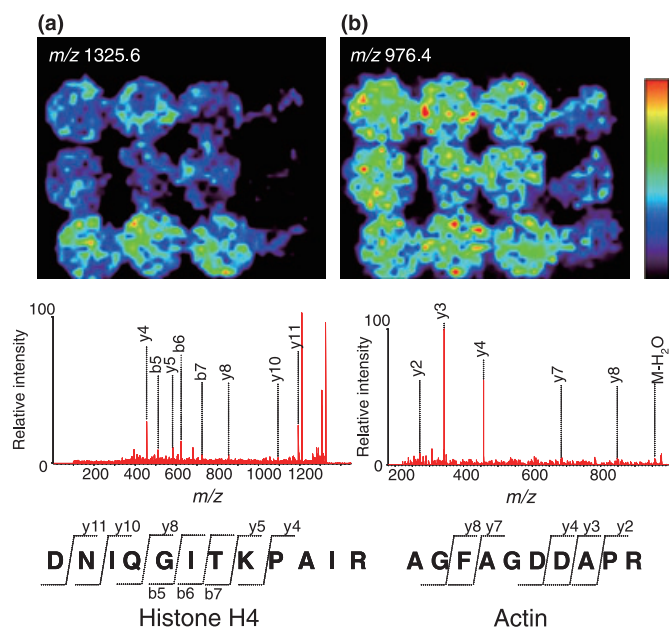 (a)
(b)
m/z 1325.6
m/z 976.4
100
Relative intensity
0
y4
b5
y5
b6
b7
y8
y10
y11
200 400 600 800 1000 1200
m/z
100
Relative intensity
0
y2
y3
y4
y7
y8
M-H₂O
200 400 600 800
m/z
y11 y10 y8 y5 y4
D N I Q G I T K P A I R
b5 b6 b7
Histone H4
y8 y7 y4 y3 y2
A G F A G D D A P R
Actin